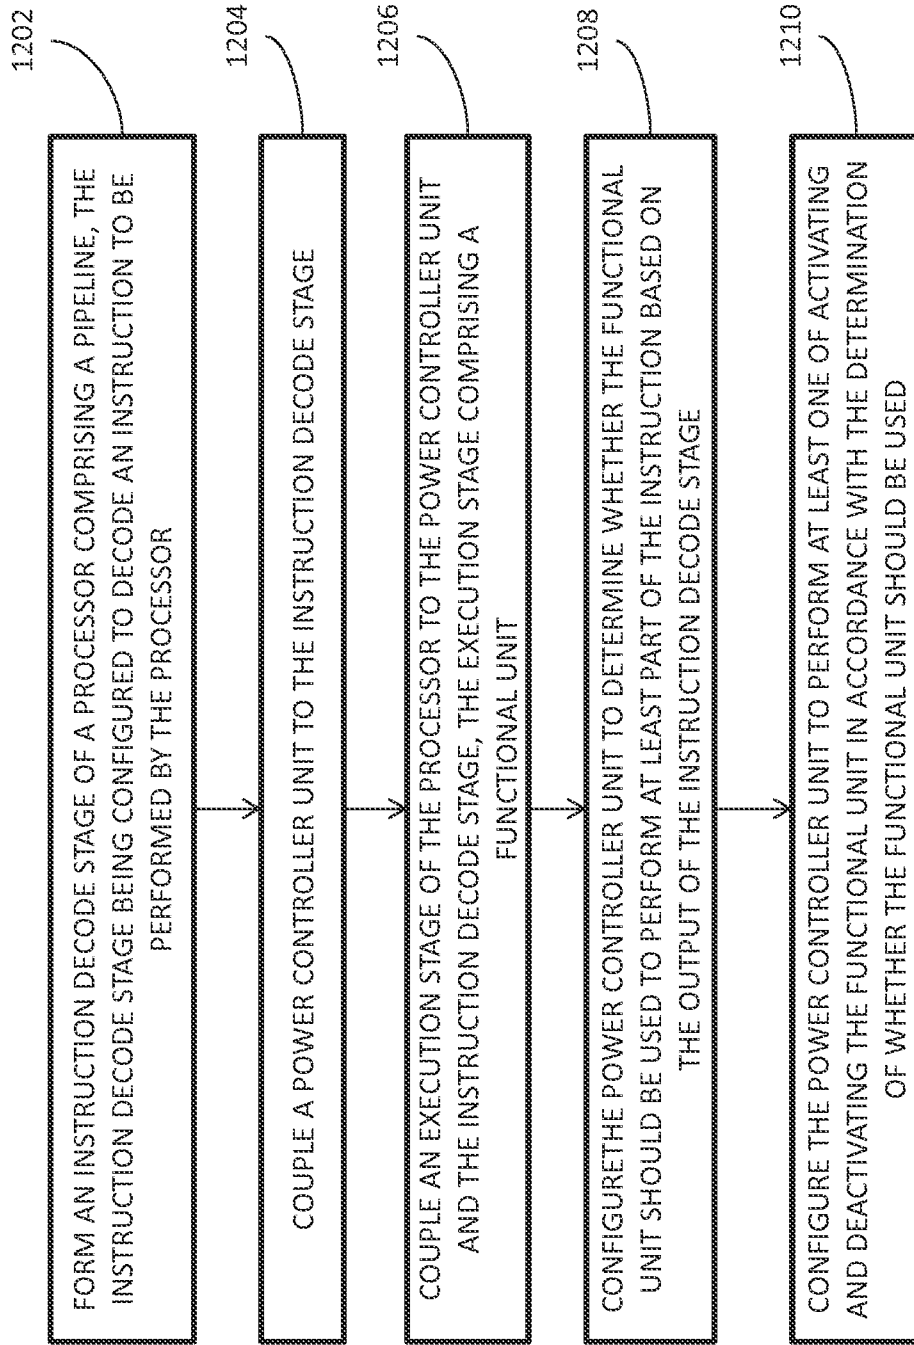 1202
FORM AN INSTRUCTION DECODE STAGE OF A PROCESSOR COMPRISING A PIPELINE, THE
INSTRUCTION DECODE STAGE BEING CONFIGURED TO DECODE AN INSTRUCTION TO BE
PERFORMED BY THE PROCESSOR
1204
COUPLE A POWER CONTROLLER UNIT TO THE INSTRUCTION DECODE STAGE
1206
COUPLE AN EXECUTION STAGE OF THE PROCESSOR TO THE POWER CONTROLLER UNIT
AND THE INSTRUCTION DECODE STAGE, THE EXECUTION STAGE COMPRISING A
FUNCTIONAL UNIT
1208
CONFIGURETHE POWER CONTROLLER UNIT TO DETERMINE WHETHER THE FUNCTIONAL
UNIT SHOULD BE USED TO PERFORM AT LEAST PART OF THE INSTRUCTION BASED ON
THE OUTPUT OF THE INSTRUCTION DECODE STAGE
1210
CONFIGURE THE POWER CONTROLLER UNIT TO PERFORM AT LEAST ONE OF ACTIVATING
AND DEACTIVATING THE FUNCTIONAL UNIT IN ACCORDANCE WITH THE DETERMINATION
OF WHETHER THE FUNCTIONAL UNIT SHOULD BE USED